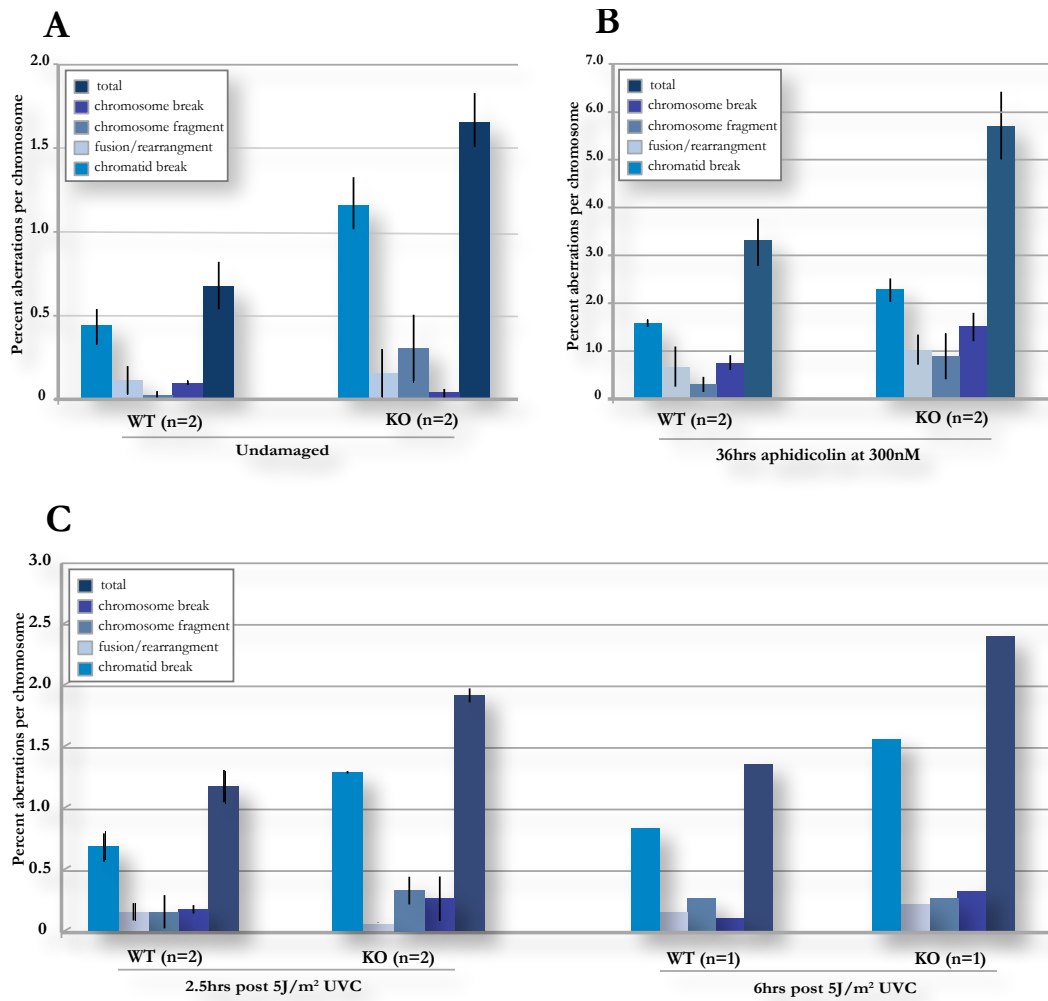 A
2.0
1.5
1.0
0.5
0
Percent aberrations per chromosome
total
chromosome break
chromosome fragment
fusion/rearrangment
chromatid break
WT (n=2)
KO (n=2)
Undamaged
B
7.0
6.0
5.0
4.0
3.0
2.0
1.0
0
Percent aberrations per chromosome
total
chromosome break
chromosome fragment
fusion/rearrangment
chromatid break
WT (n=2)
KO (n=2)
36hrs aphidicolin at 300nM
C
3.0
2.5
2.0
1.5
1.0
0.5
0
Percent aberrations per chromosome
total
chromosome break
chromosome fragment
fusion/rearrangment
chromatid break
WT (n=2)
KO (n=2)
WT (n=1)
KO (n=1)
2.5hrs post 5J/m² UVC
6hrs post 5J/m² UVC